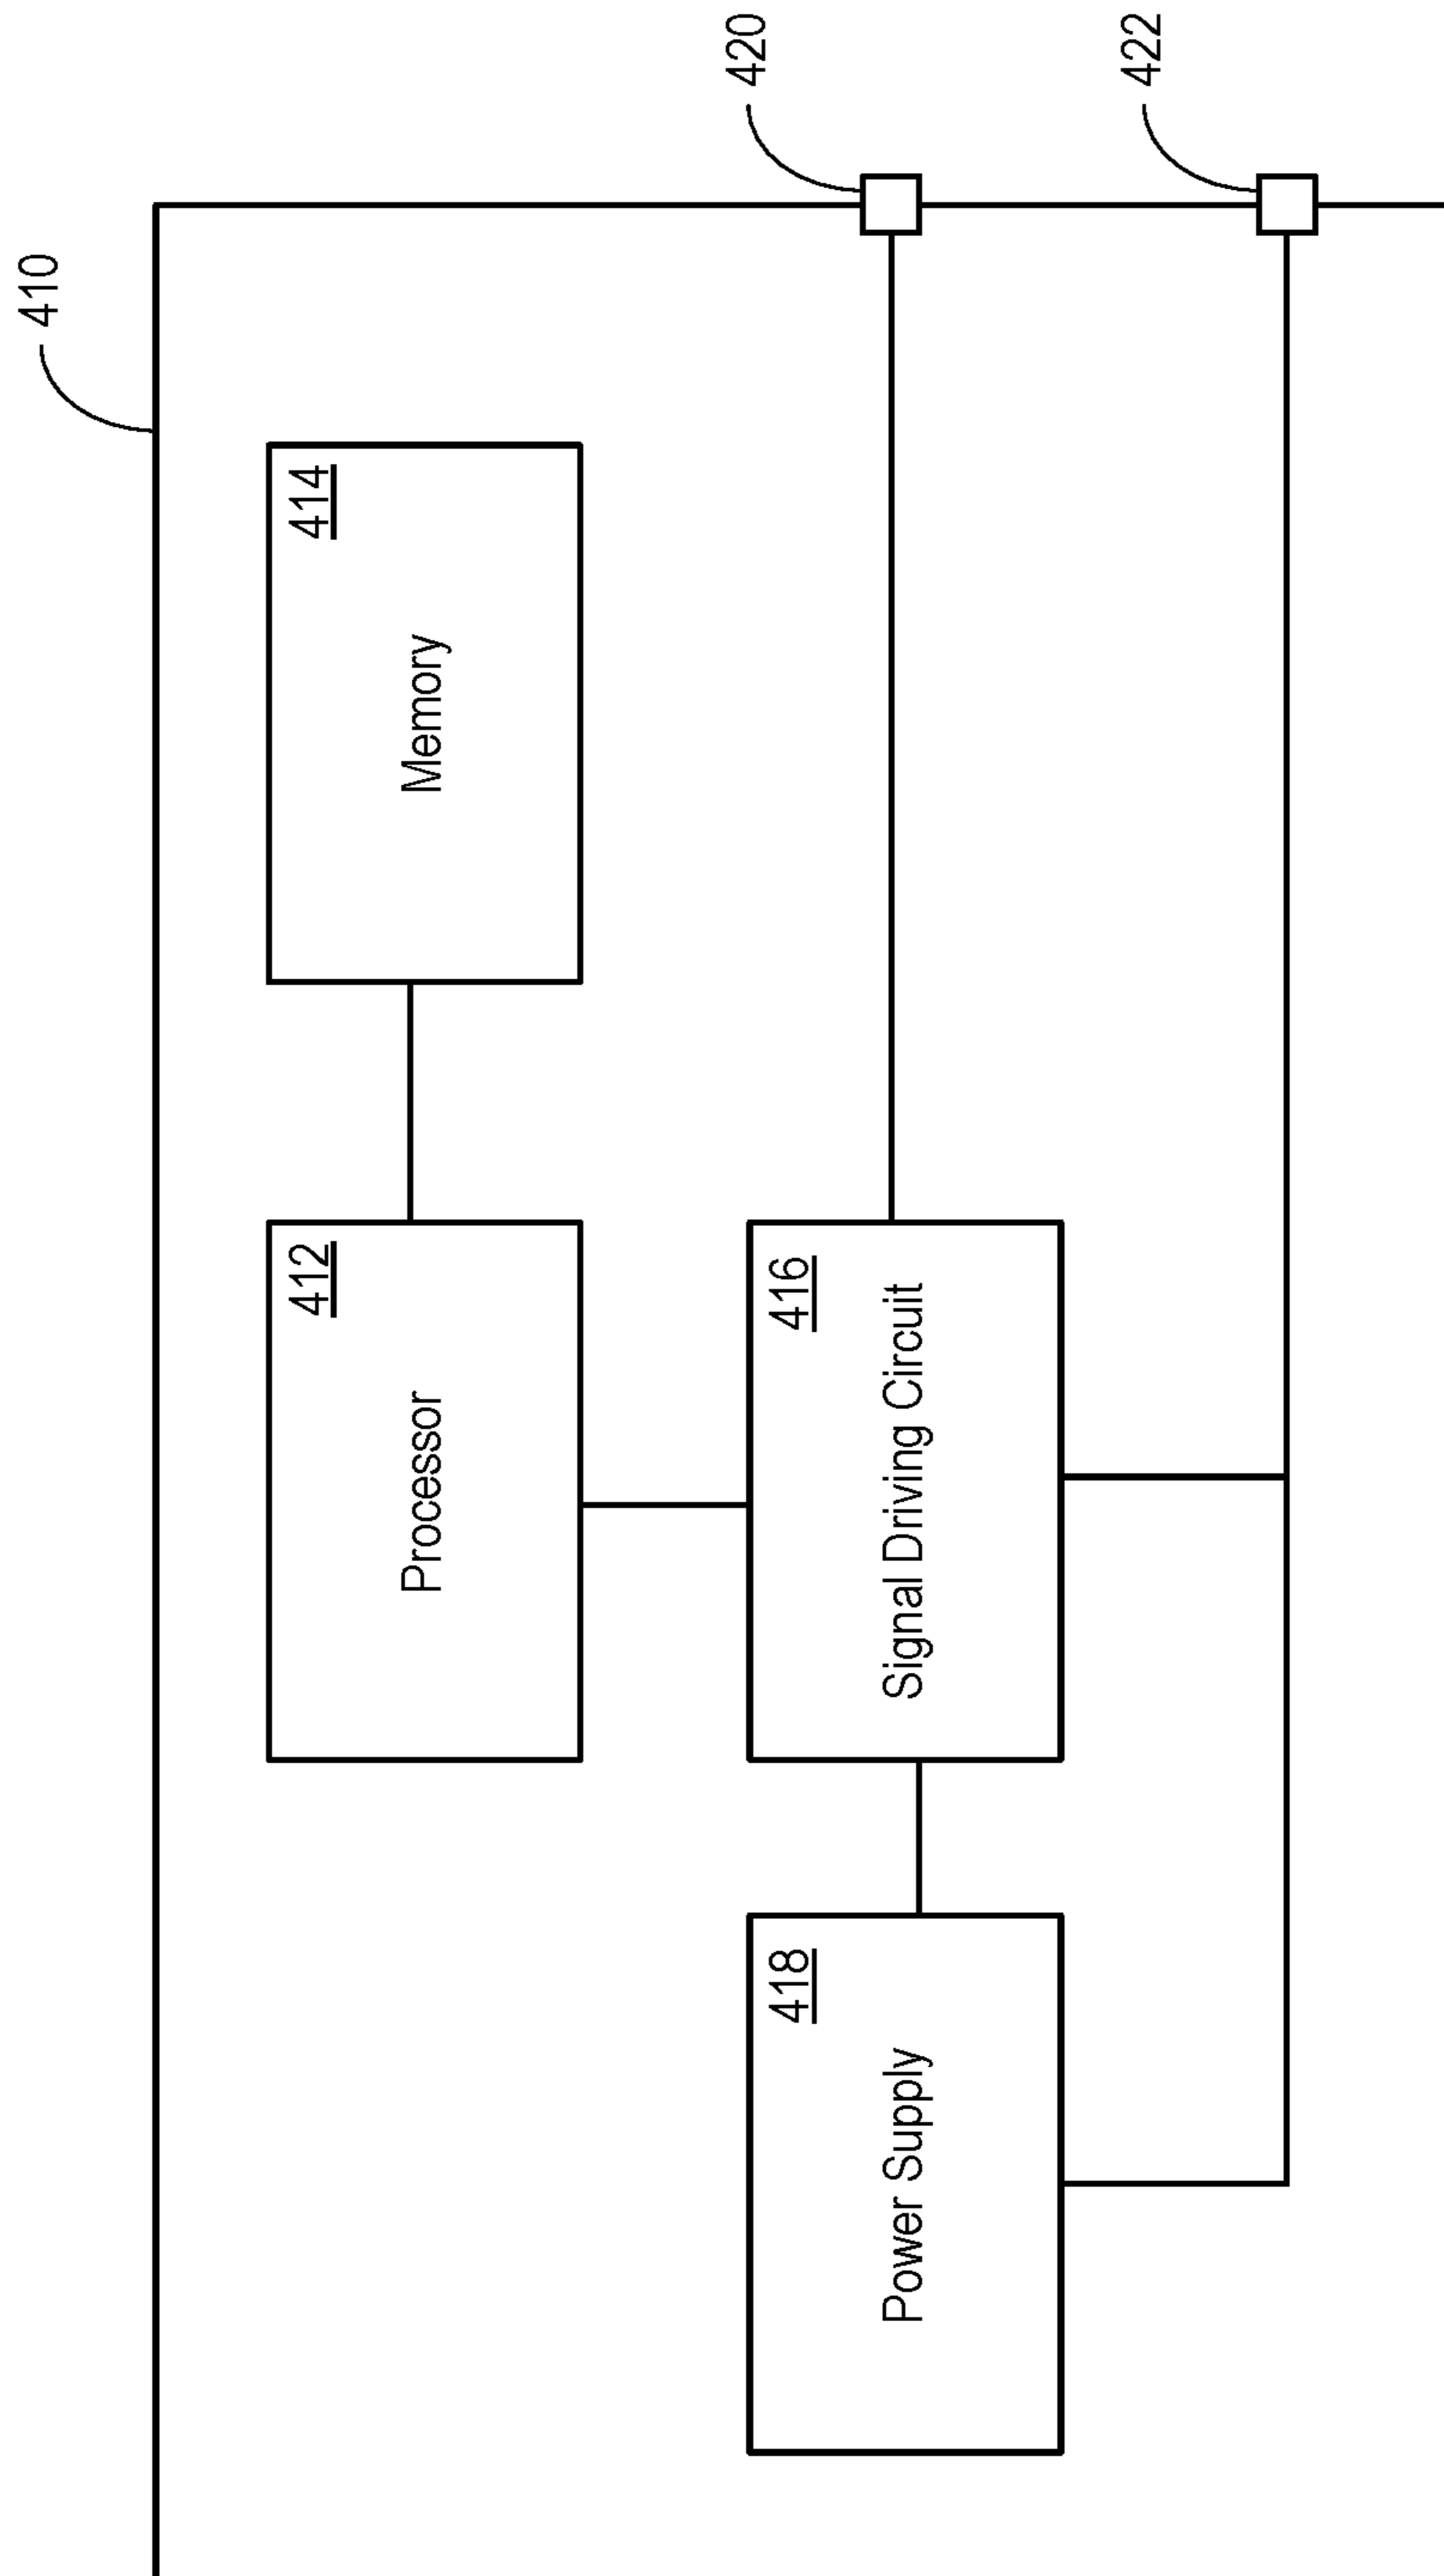 410
412
Processor
414
Memory
418
Power Supply
416
Signal Driving Circuit
420
422